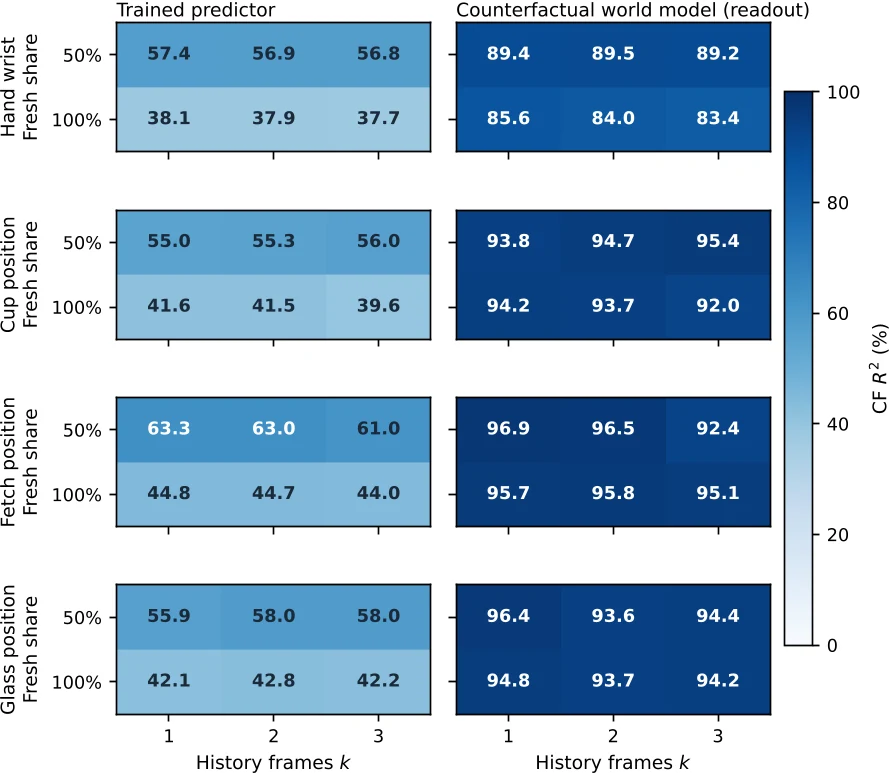 Trained predictor
Counterfactual world model (readout)
Hand wrist
Fresh share
50%
57.4 56.9 56.8
89.4 89.5 89.2
100%
38.1 37.9 37.7
85.6 84.0 83.4
Cup position
Fresh share
50%
55.0 55.3 56.0
93.8 94.7 95.4
100%
41.6 41.5 39.6
94.2 93.7 92.0
Fetch position
Fresh share
50%
63.3 63.0 61.0
96.9 96.5 92.4
100%
44.8 44.7 44.0
95.7 95.8 95.1
Glass position
Fresh share
50%
55.9 58.0 58.0
96.4 93.6 94.4
100%
42.1 42.8 42.2
94.8 93.7 94.2
1 2 3
1 2 3
History frames k
History frames k
100
80
60
40
20
0
CF R² (%)